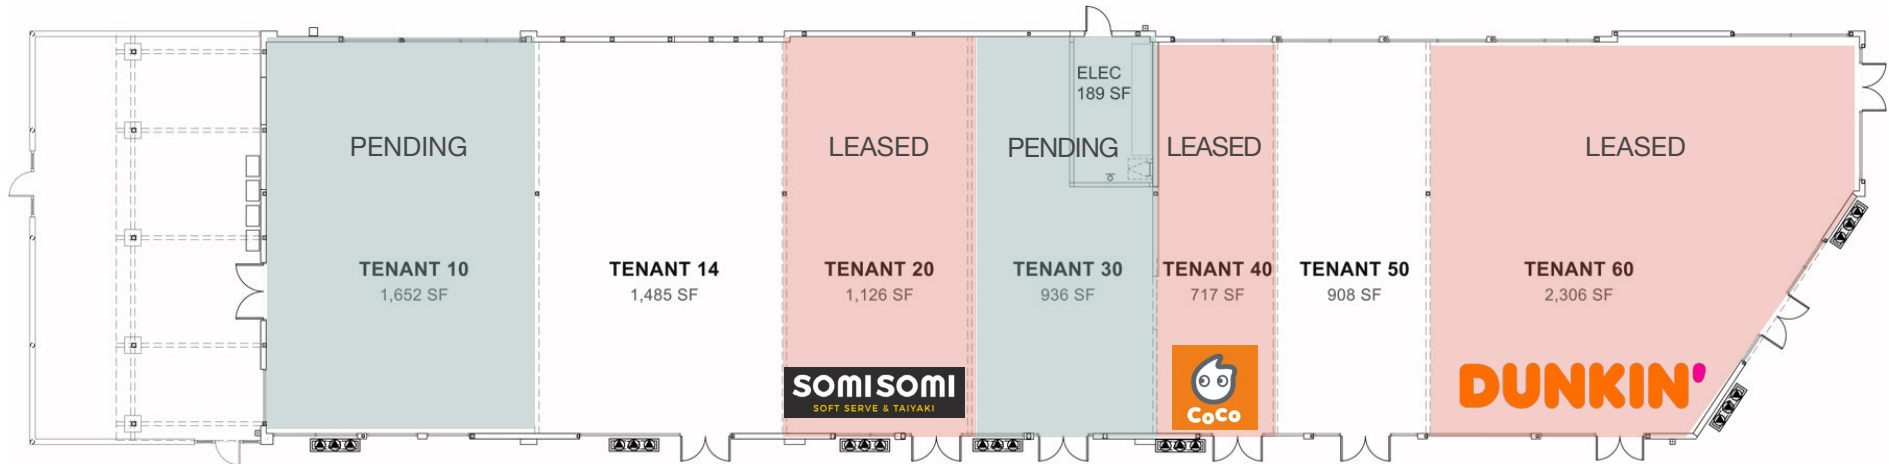 ELEC
189 SF
PENDING
LEASED
PENDING
LEASED
LEASED
TENANT 10
1,652 SF
TENANT 14
1,485 SF
TENANT 20
1,126 SF
TENANT 30
936 SF
TENANT 40
717 SF
TENANT 50
908 SF
TENANT 60
2,306 SF
SOMISOMI
SOFT SERVE & TAIYAKI
CoCo
DUNKIN'